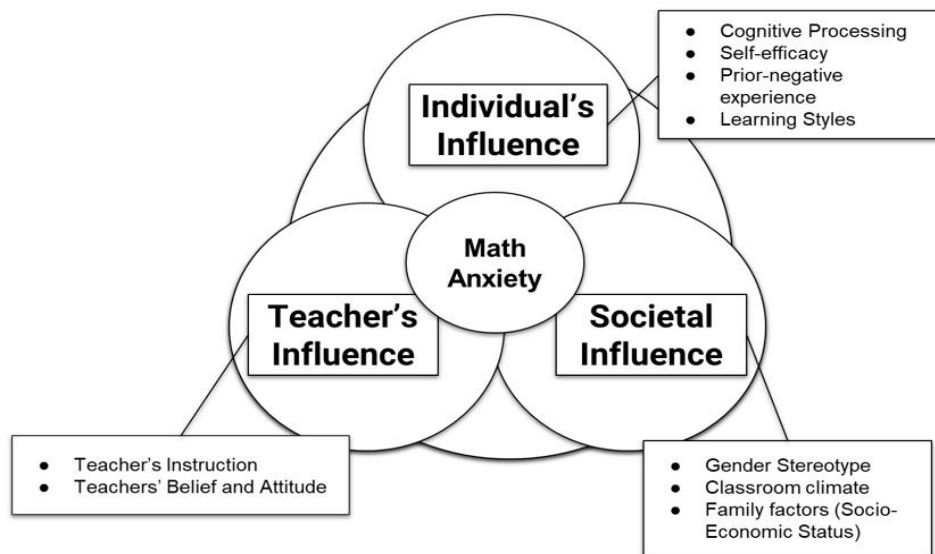 ● Cognitive Processing
● Self-efficacy
● Prior-negative
experience
● Learning Styles
Individual's
Influence
Math
Anxiety
Teacher's
Influence
Societal
Influence
● Teacher's Instruction
● Teachers' Belief and Attitude
● Gender Stereotype
● Classroom climate
● Family factors (Socio-
Economic Status)